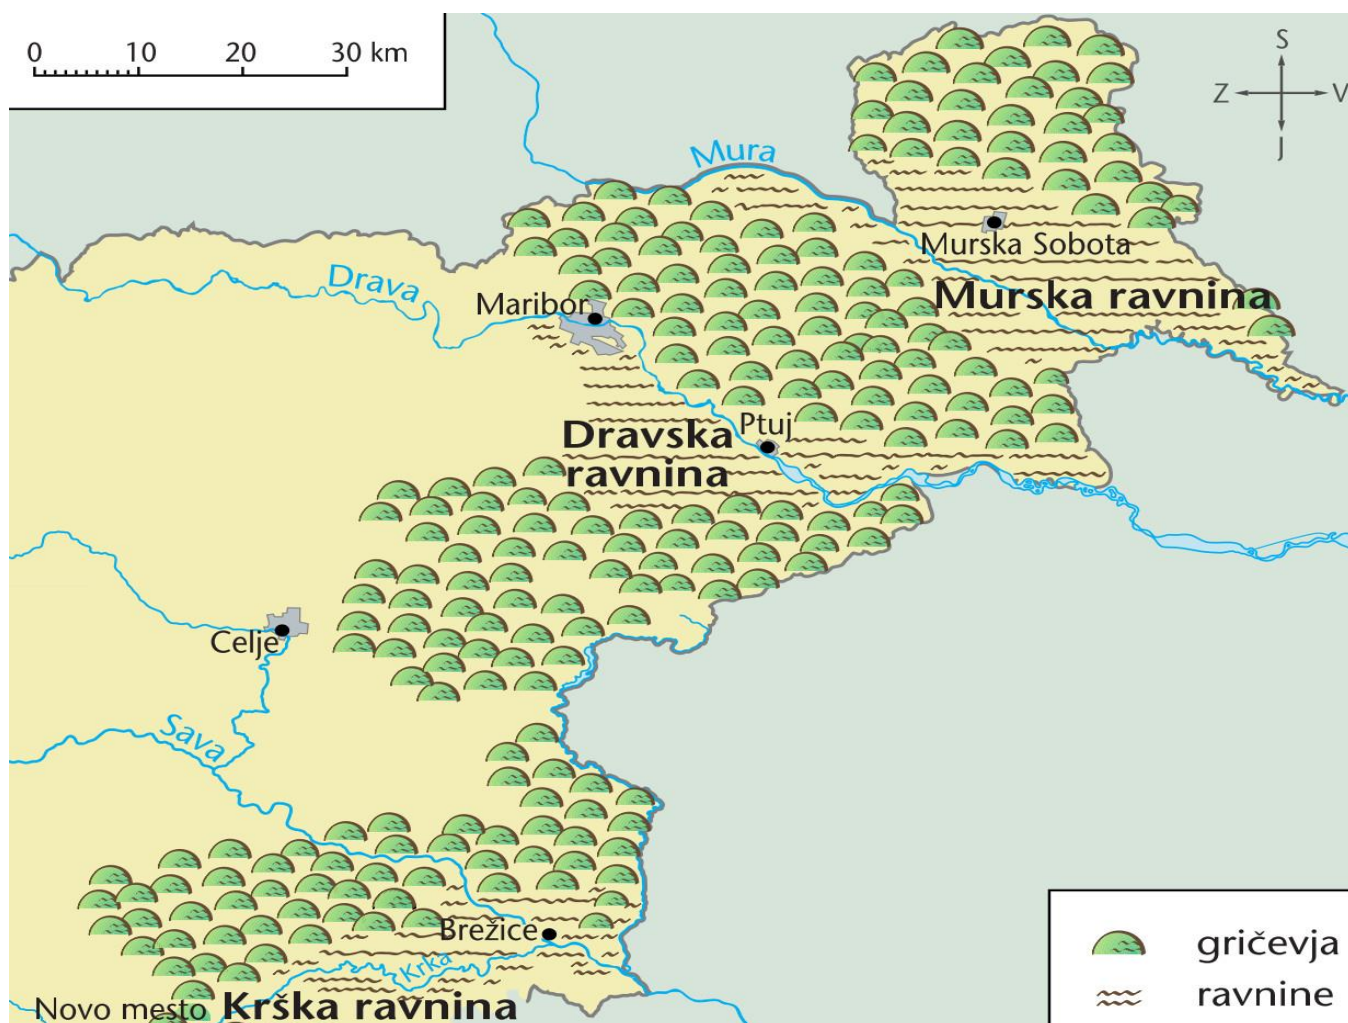 0 10 20 30 km
S
Z V
J
Mura
Murska Sobota
Drava
Murska ravnina
Maribor
Ptuj
Dravska
ravnina
Celje
Sava
Brežice
Krka
Novo mesto
Krška ravnina
gričevja
ravnine